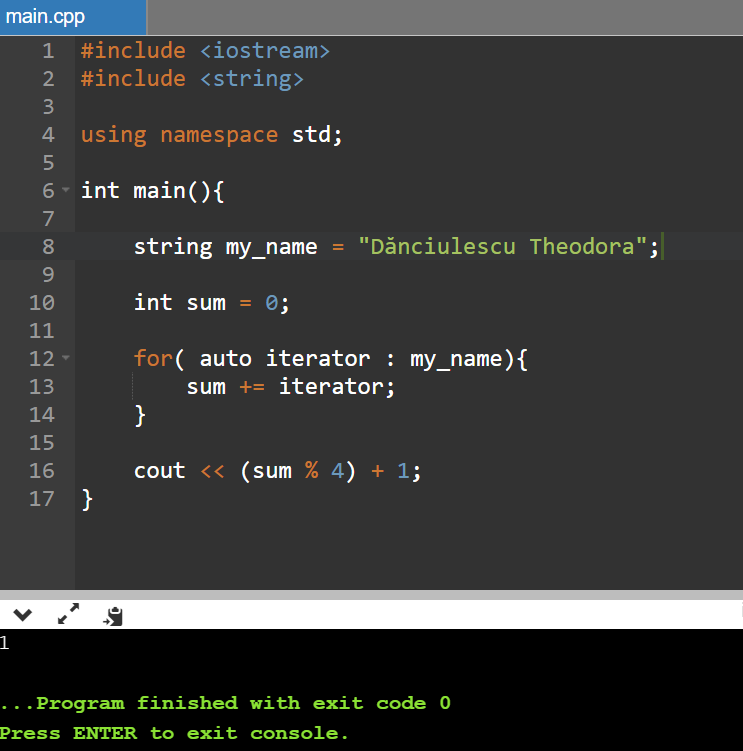 main.cpp
1 #include <iostream>
2 #include <string>
3
4 using namespace std;
5
6 int main(){
7
8     string my_name = "Dănciulescu Theodora";
9
10     int sum = 0;
11
12     for( auto iterator : my_name){
13         sum += iterator;
14     }
15
16     cout << (sum % 4) + 1;
17 }
1
...Program finished with exit code 0
Press ENTER to exit console.